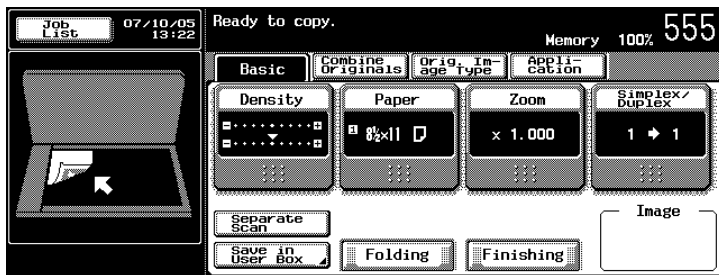 Job
List
07/10/05
13:22
Ready to copy.
Memory 100% 555
Basic
Combine
Originals
Orig. Im-
age Type
Appli-
cation
Density
Paper
Zoom
Simplex/
Duplex
1 8½×11
× 1.000
1 → 1
Separate
Scan
Save in
User Box
Folding
Finishing
Image